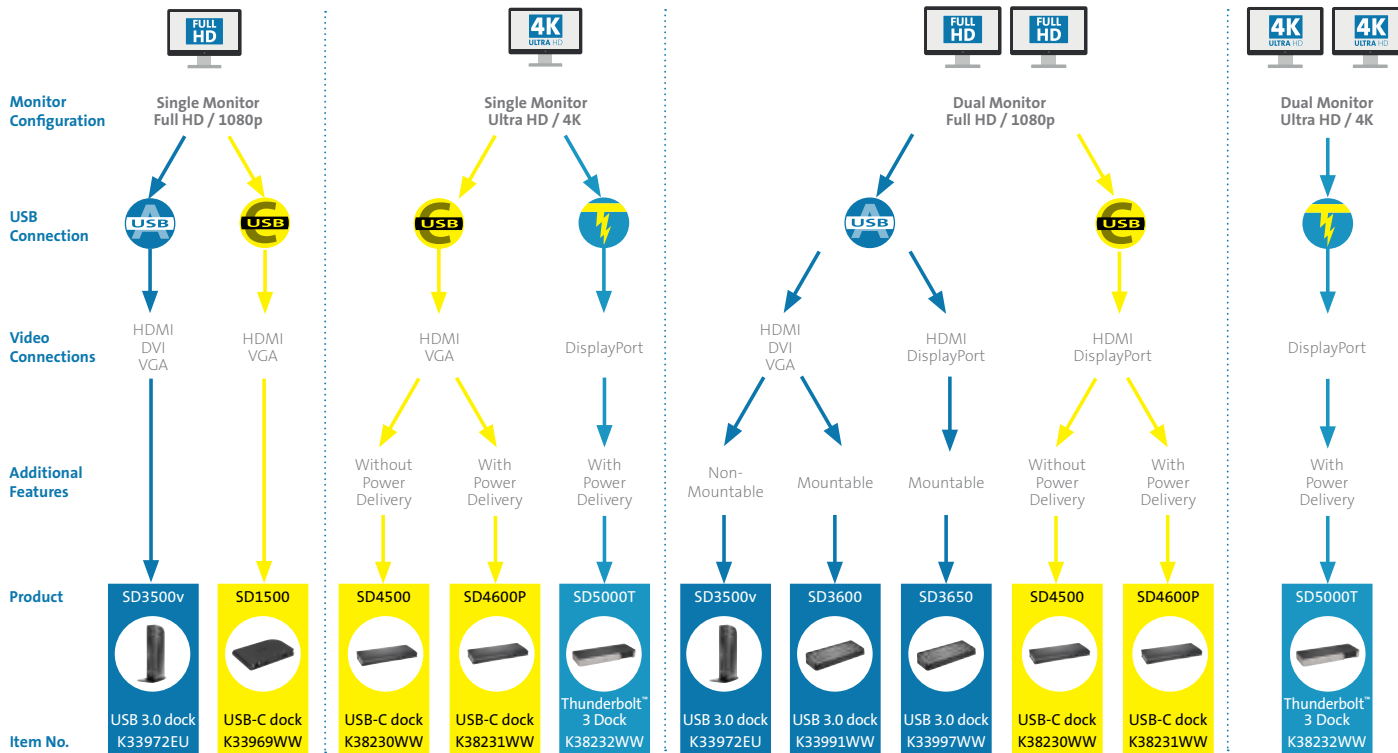 FULL
HD
4K
ULTRA HD
FULL
HD
FULL
HD
4K
ULTRA HD
4K
ULTRA HD
Monitor
Configuration
Single Monitor
Full HD / 1080p
Single Monitor
Ultra HD / 4K
Dual Monitor
Full HD / 1080p
Dual Monitor
Ultra HD / 4K
USB
Connection
A
USB
C
USB
C
USB
A
USB
C
USB
Video
Connections
HDMI
DVI
VGA
HDMI
VGA
HDMI
VGA
DisplayPort
HDMI
DVI
VGA
HDMI
DisplayPort
HDMI
DisplayPort
DisplayPort
Additional
Features
Without
Power
Delivery
With
Power
Delivery
With
Power
Delivery
Non-
Mountable
Mountable
Mountable
Without
Power
Delivery
With
Power
Delivery
With
Power
Delivery
Product
SD3500v
SD1500
SD4500
SD4600P
SD5000T
SD3500v
SD3600
SD3650
SD4500
SD4600P
SD5000T
USB 3.0 dock
USB-C dock
USB-C dock
USB-C dock
Thunderbolt™
3 Dock
USB 3.0 dock
USB 3.0 dock
USB 3.0 dock
USB-C dock
USB-C dock
Thunderbolt™
3 Dock
Item No.
K33972EU
K33969WW
K38230WW
K38231WW
K38232WW
K33972EU
K33991WW
K33997WW
K38230WW
K38231WW
K38232WW